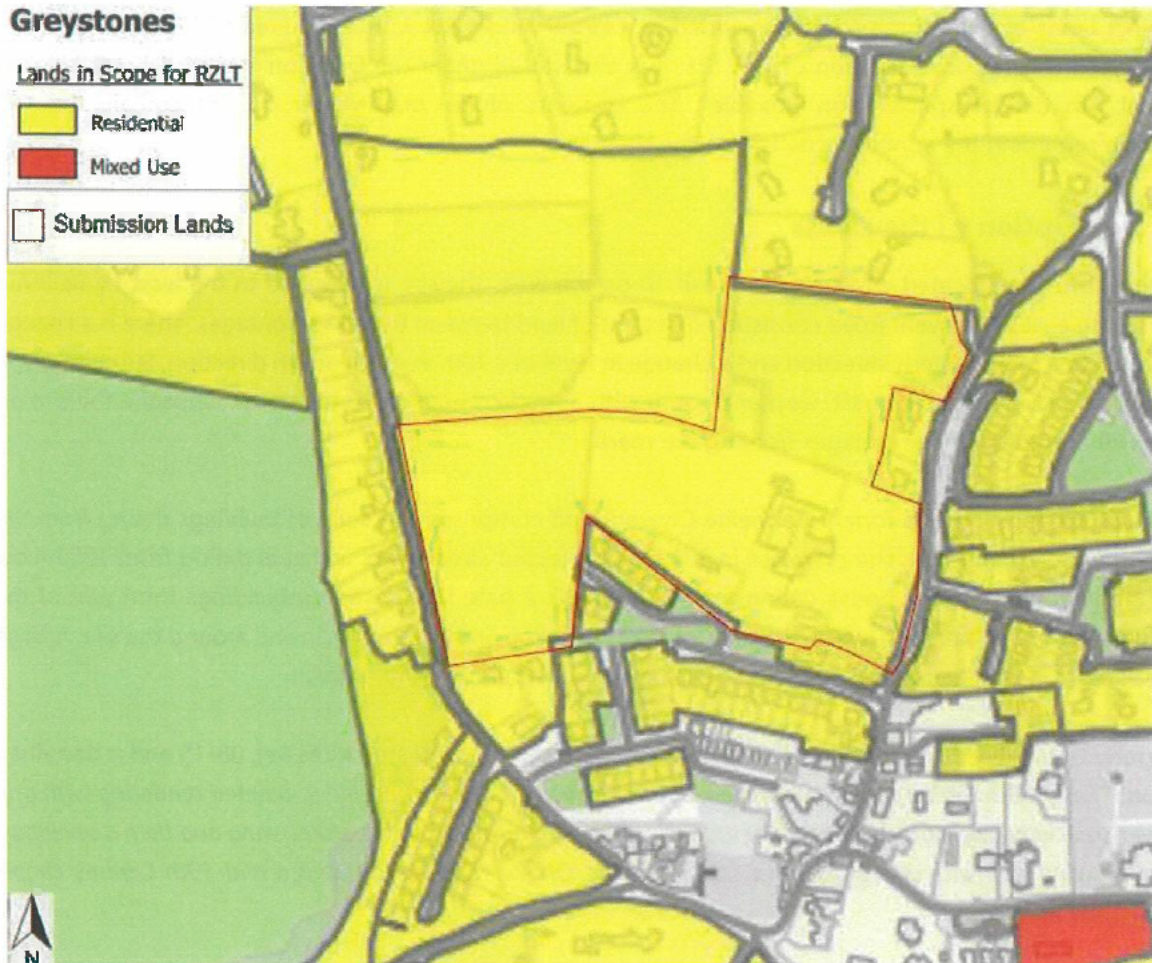 Greystones
Lands in Scope for RZLT
Residential
Mixed Use
Submission Lands
N